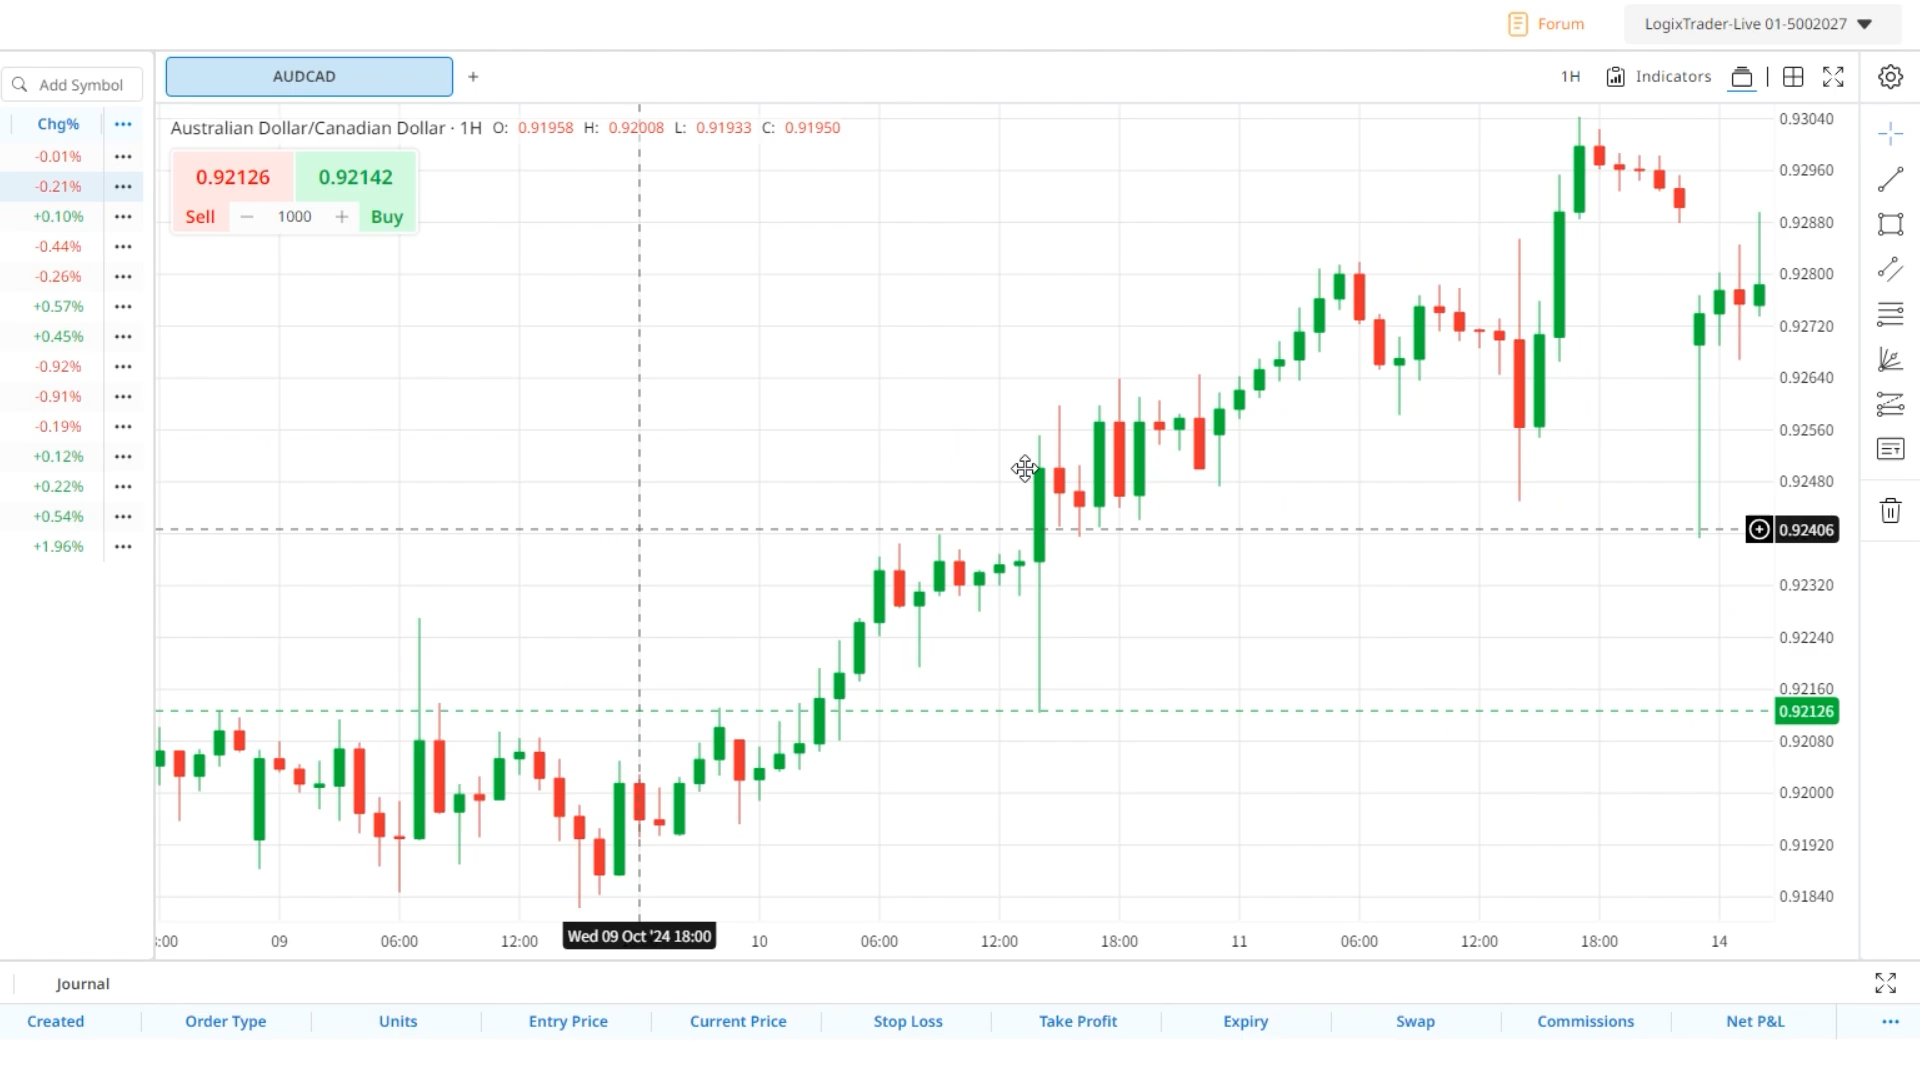 Forum
LogixTrader-Live 01-5002027
Add Symbol
AUDCAD
+
1H
Indicators
Chg%
-0.01%
-0.21%
+0.10%
-0.44%
-0.26%
+0.57%
+0.45%
-0.92%
-0.91%
-0.19%
+0.12%
+0.22%
+0.54%
+1.96%
Australian Dollar/Canadian Dollar · 1H O: 0.91958 H: 0.92008 L: 0.91933 C: 0.91950
0.92126 0.92142
Sell − 1000 + Buy
0.93040
0.92960
0.92880
0.92800
0.92720
0.92640
0.92560
0.92480
0.92406
0.92320
0.92240
0.92160
0.92126
0.92080
0.92000
0.91920
0.91840
:00 09 06:00 12:00 Wed 09 Oct '24 18:00 10 06:00 12:00 18:00 11 06:00 12:00 18:00 14
Journal
Created Order Type Units Entry Price Current Price Stop Loss Take Profit Expiry Swap Commissions Net P&L